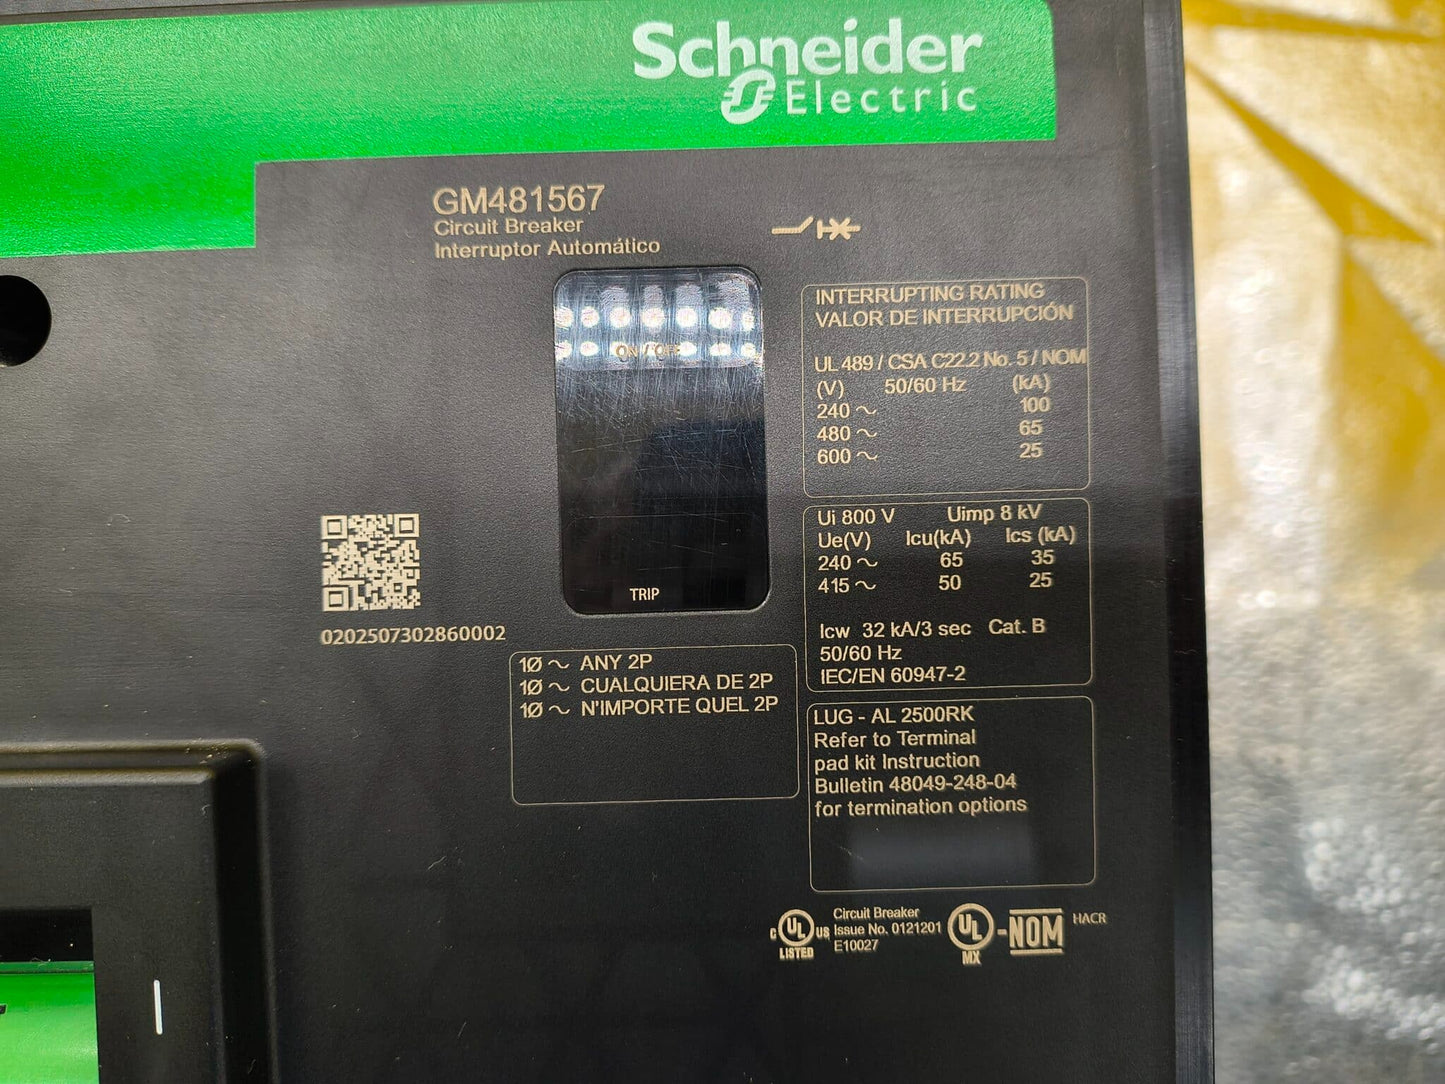 Schneider
Electric
GM481567
Circuit Breaker
Interruptor Automático
ON / OFF
TRIP
0202507302860002
1Ø ~ ANY 2P
1Ø ~ CUALQUIERA DE 2P
1Ø ~ N'IMPORTE QUEL 2P
INTERRUPTING RATING
VALOR DE INTERRUPCIÓN
UL 489 / CSA C22.2 No. 5 / NOM
(V) 50/60 Hz (kA)
240 ~ 100
480 ~ 65
600 ~ 25
Ui 800 V Uimp 8 kV
Ue(V) Icu(kA) Ics (kA)
240 ~ 65 35
415 ~ 50 25
Icw 32 kA/3 sec Cat. B
50/60 Hz
IEC/EN 60947-2
LUG - AL 2500RK
Refer to Terminal
pad kit Instruction
Bulletin 48049-248-04
for termination options
C UL US
LISTED
Circuit Breaker
Issue No. 0121201
E10027
UL
MX
-NOM
HACR